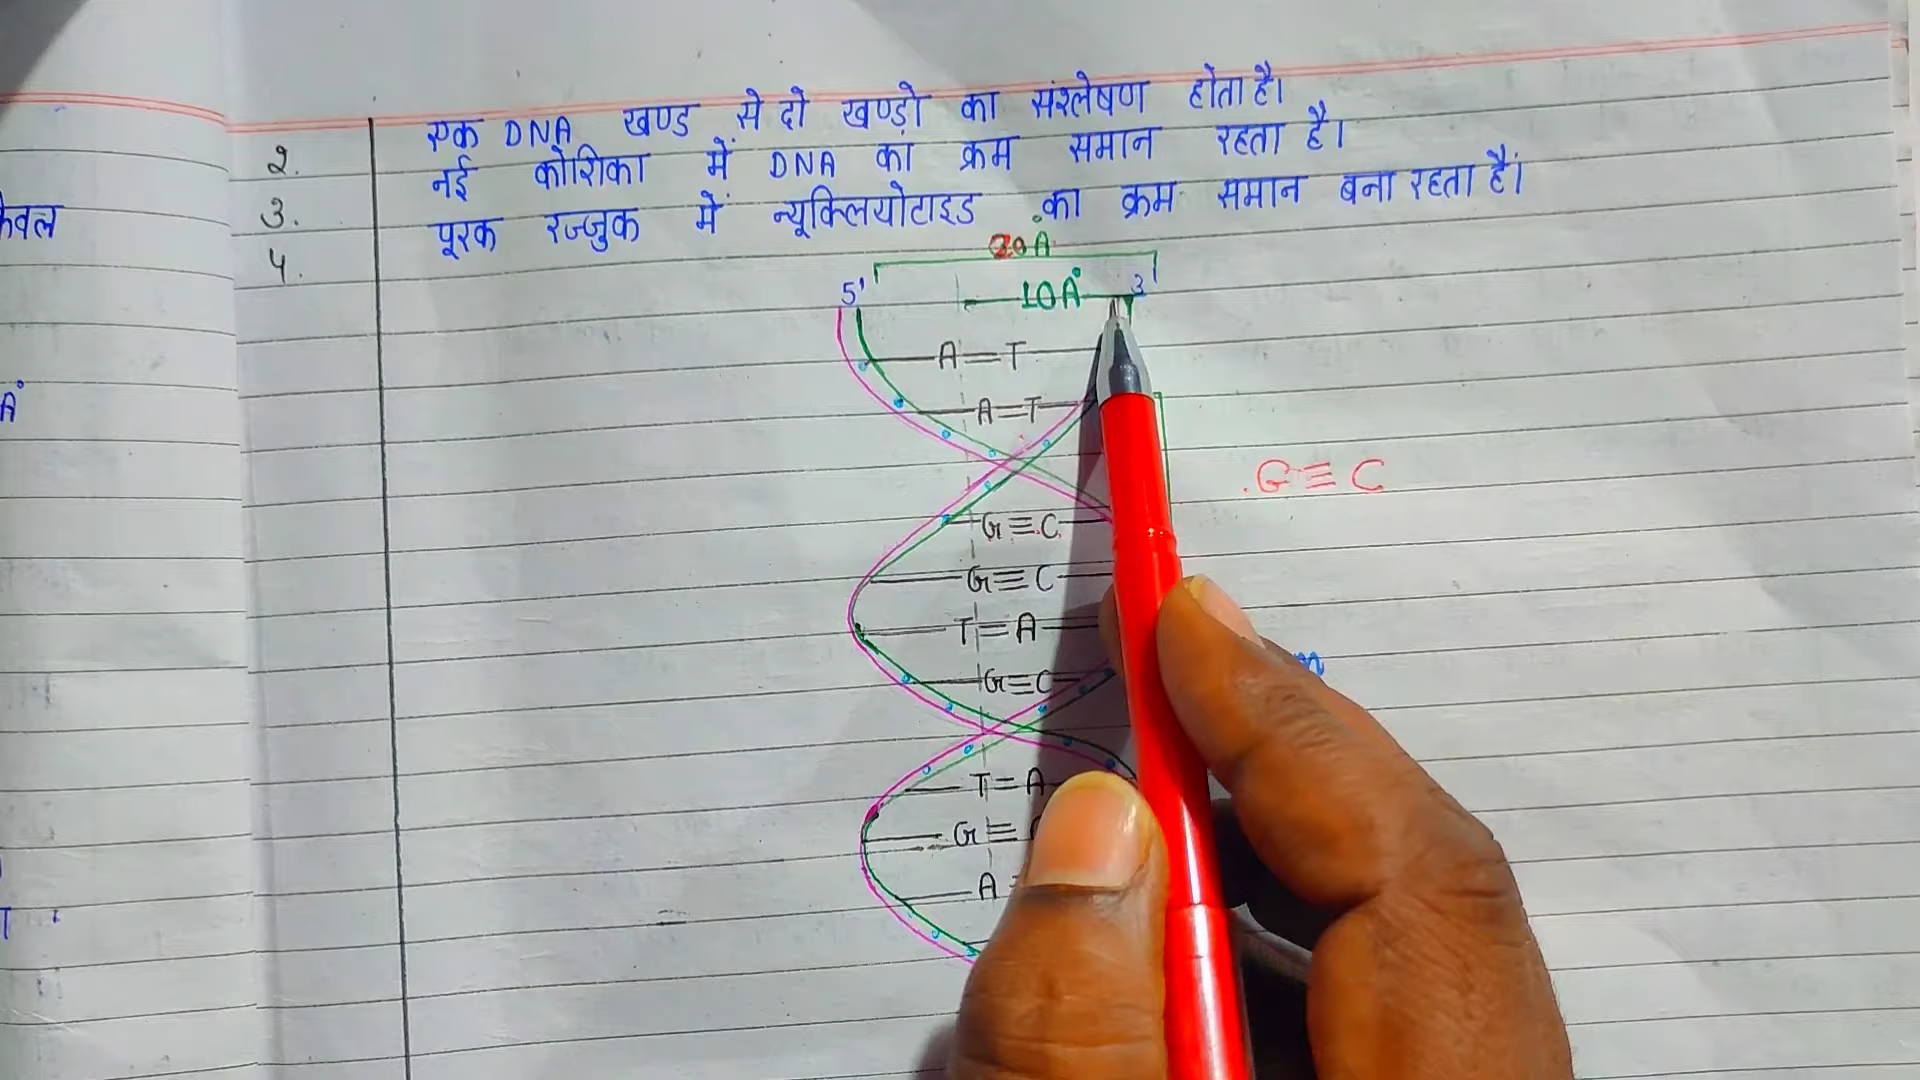 एक DNA खण्ड से दो खण्डो का संश्लेषण होता है।
2. नई कोशिका में DNA का क्रम समान रहता है।
3. पूरक रज्जुक में न्यूक्लियोटाइड का क्रम समान बना रहता है।
4.
केवल
Å
20Å
5' 10Å 3'
A=T
A=T
G≡C
G≡C
G≡C
T=A
G≡C
T=A
G≡
A